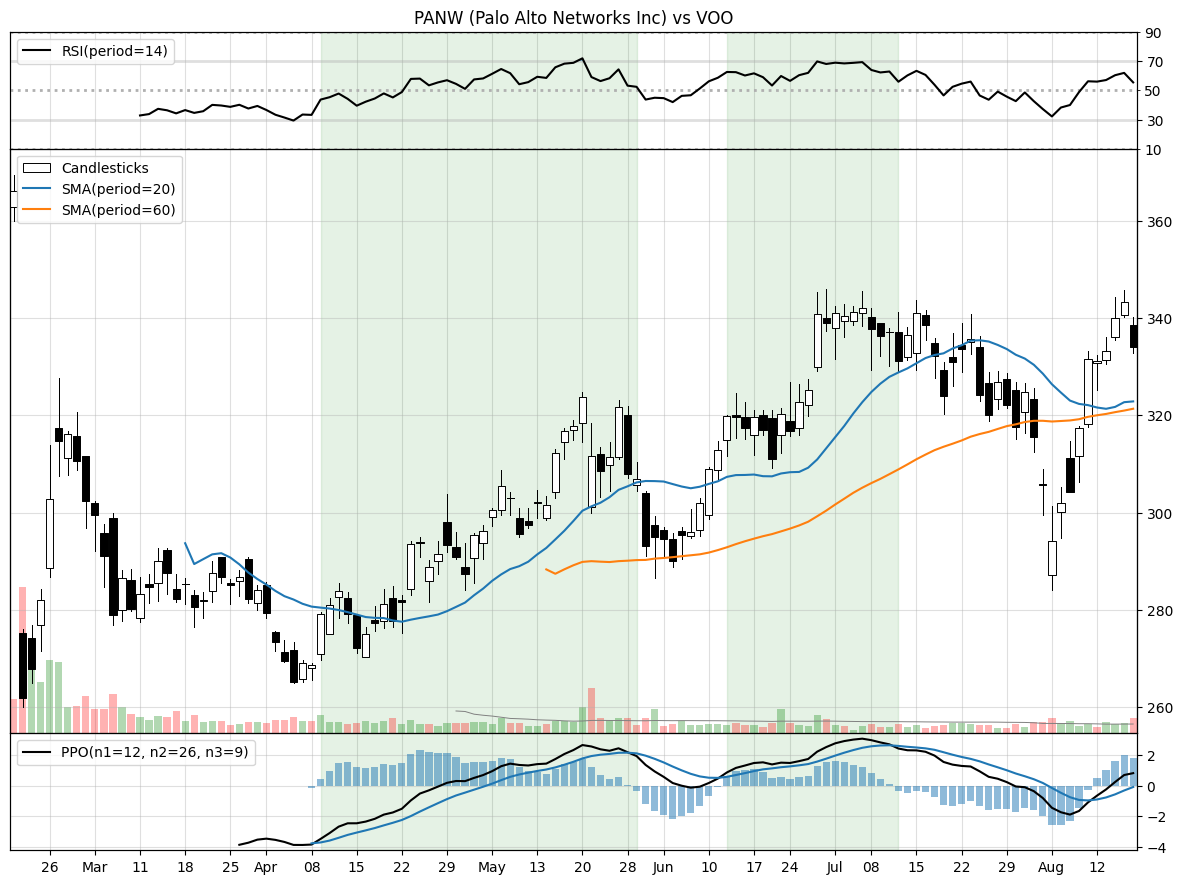 PANW (Palo Alto Networks Inc) vs VOO
RSI(period=14)
90
70
50
30
10
Candlesticks
SMA(period=20)
SMA(period=60)
360
340
320
300
280
260
PPO(n1=12, n2=26, n3=9)
2
0
−2
−4
26 Mar 11 18 25 Apr 08 15 22 29 May 13 20 28 Jun 10 17 24 Jul 08 15 22 29 Aug 12